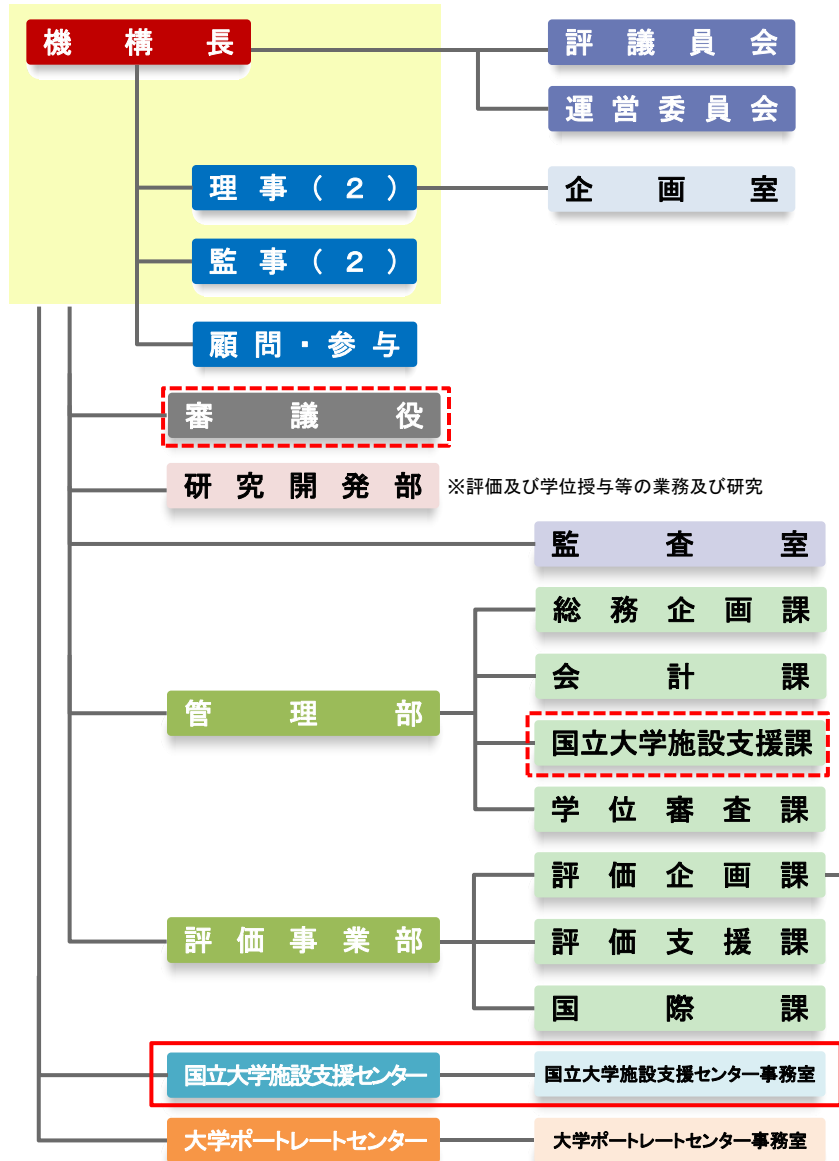 機構長
評議員会
運営委員会
理事(2)
企画室
監事(2)
顧問・参与
審議役
研究開発部
※評価及び学位授与等の業務及び研究
監査室
総務企画課
会計課
管理部
国立大学施設支援課
学位審査課
評価企画課
評価事業部
評価支援課
国際課
国立大学施設支援センター
国立大学施設支援センター事務室
大学ポートレートセンター
大学ポートレートセンター事務室